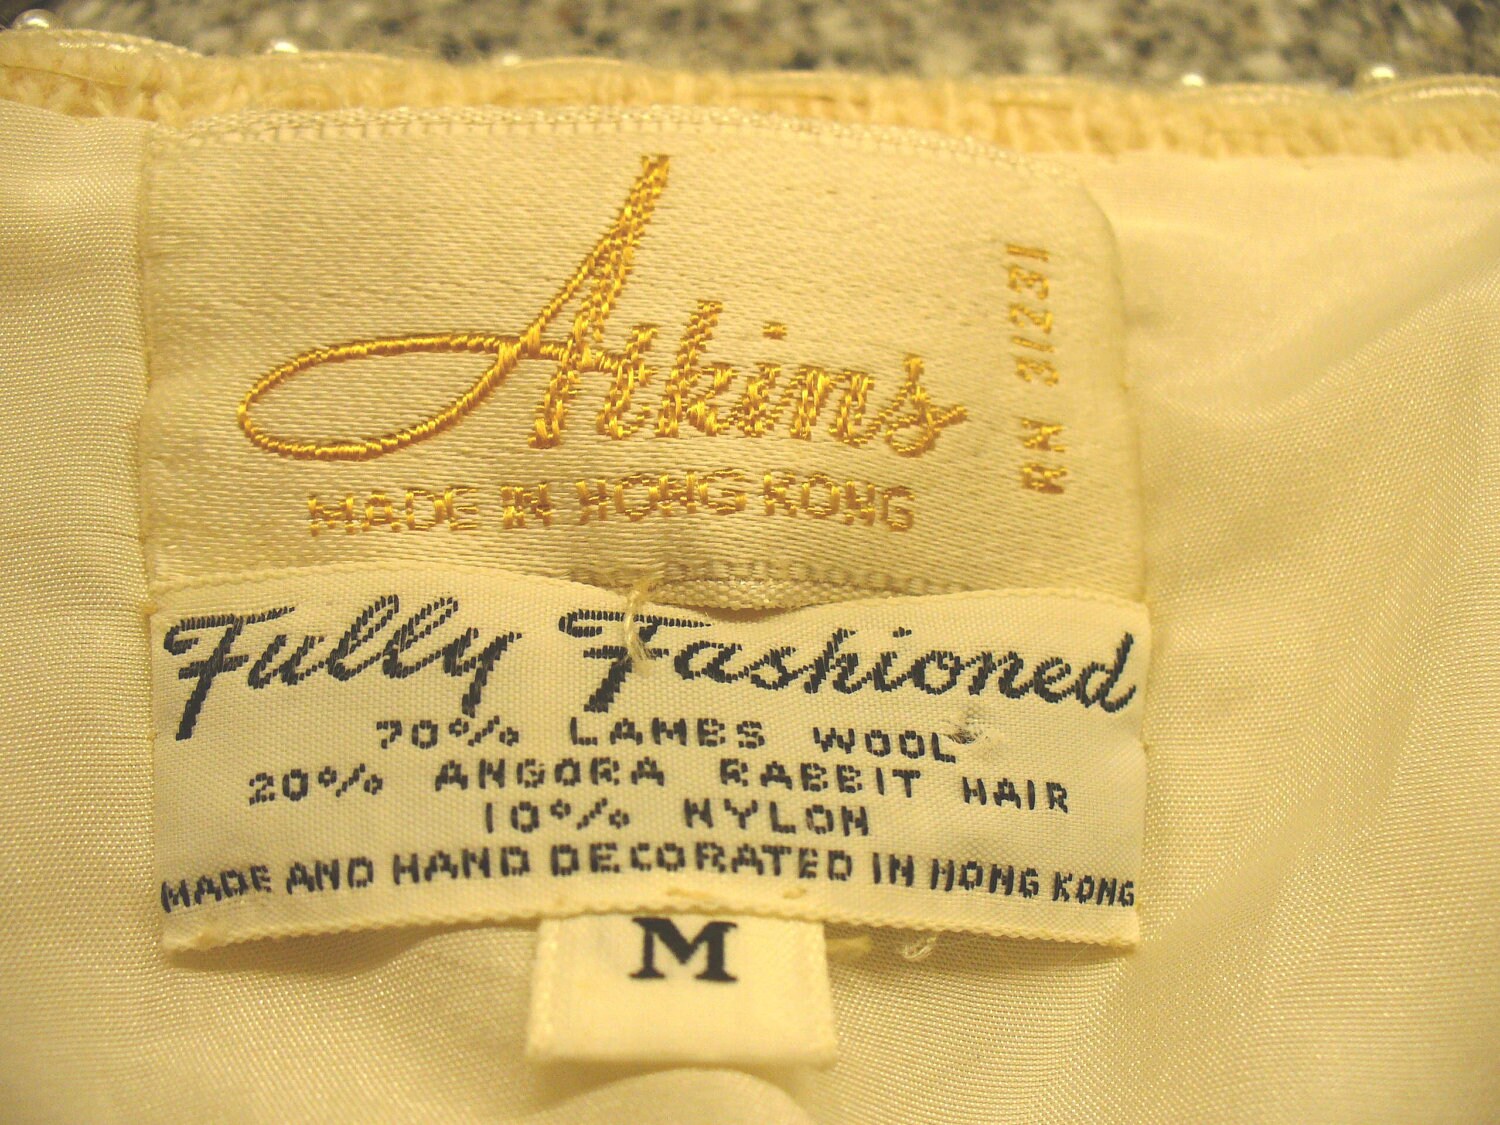 Atkins
MADE IN HONG KONG
RN 31231
Fully Fashioned
70% LAMBS WOOL
20% ANGORA RABBIT HAIR
10% NYLON
MADE AND HAND DECORATED IN HONG KONG
M